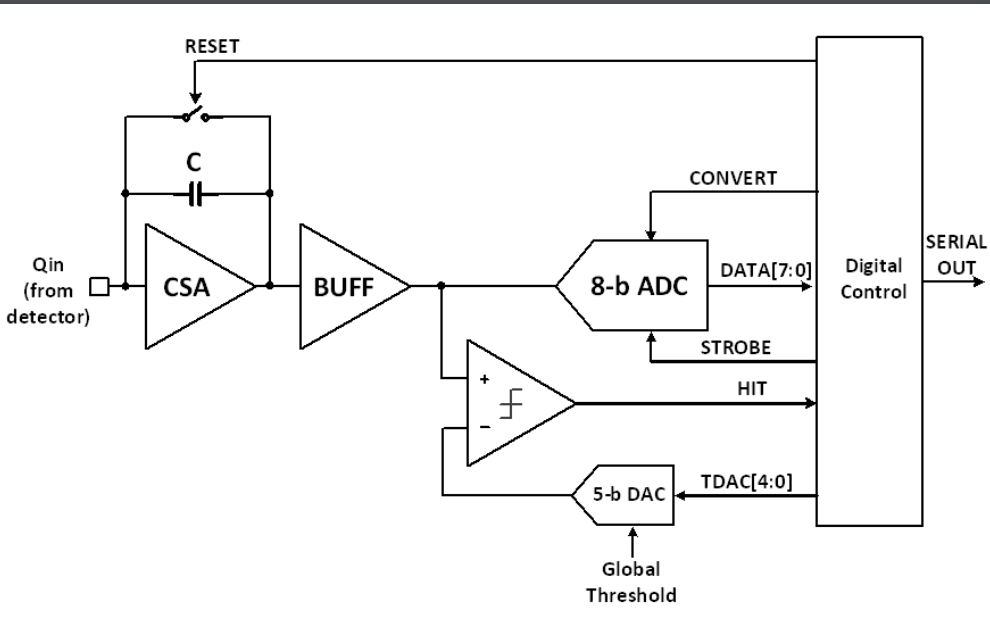 RESET
C
CONVERT
Qin
(from
detector)
CSA
BUFF
8-b ADC
DATA[7:0]
Digital
Control
SERIAL
OUT
STROBE
+
HIT
−
5-b DAC
TDAC[4:0]
Global
Threshold